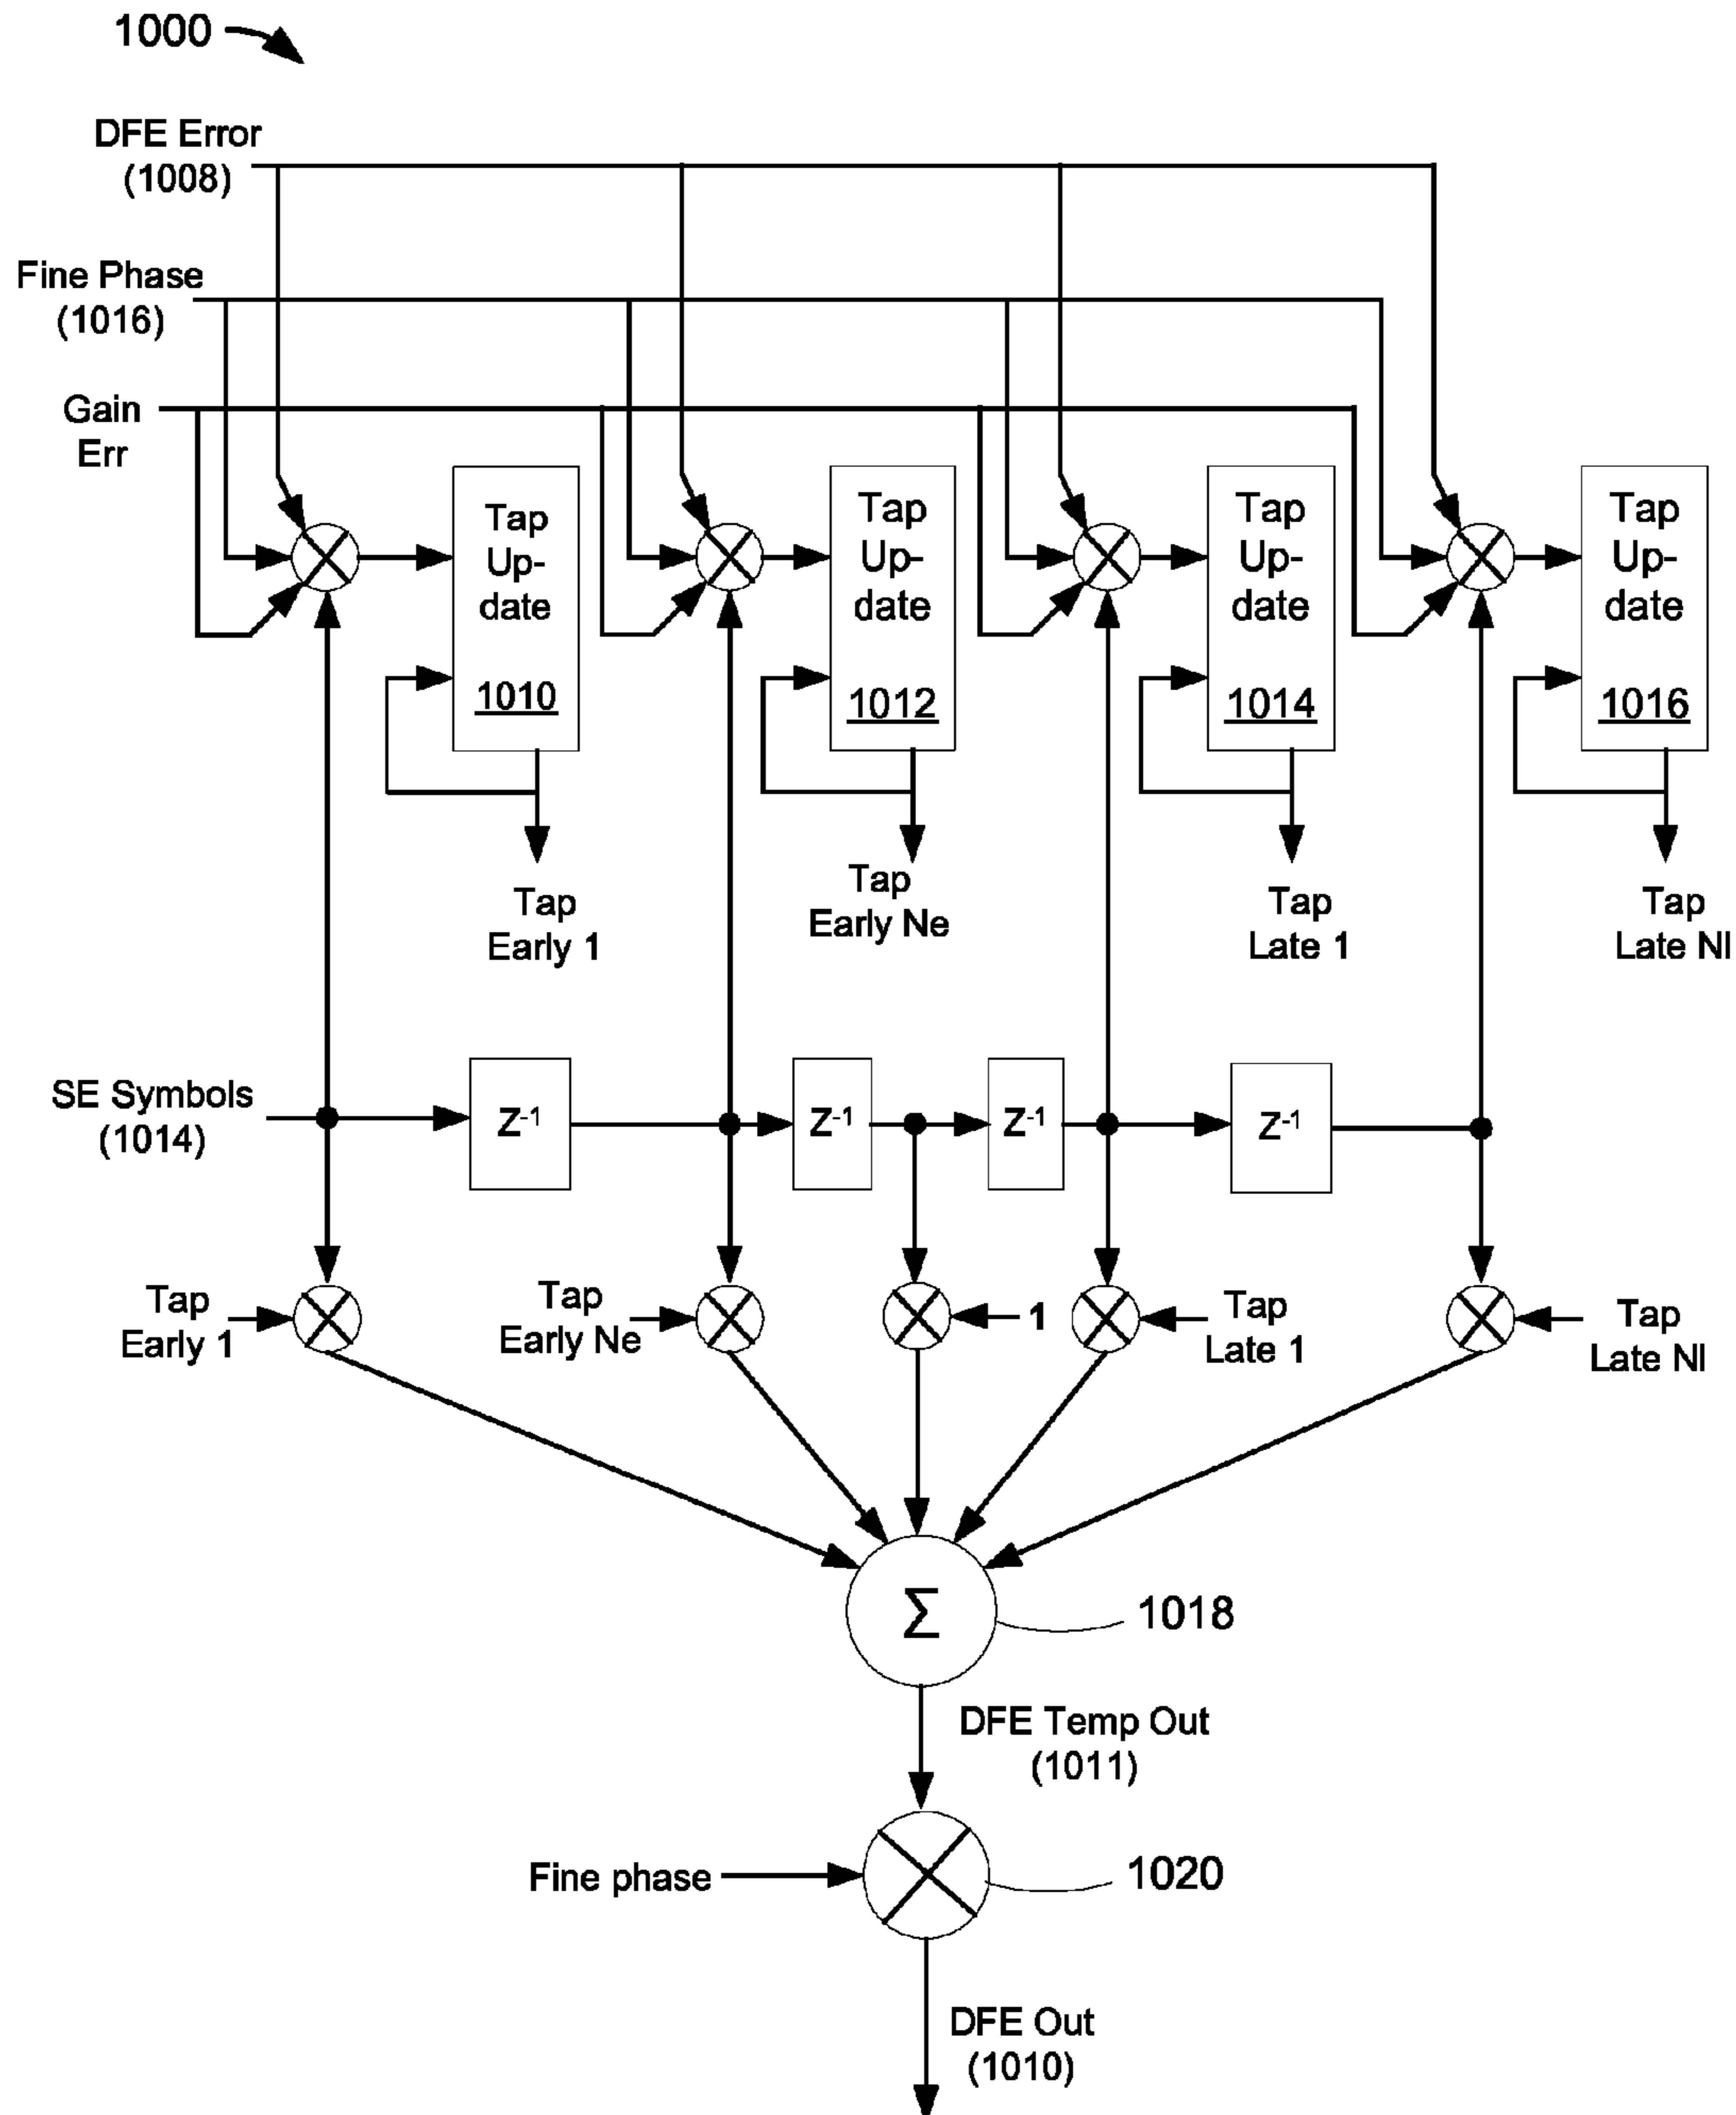 1000
DFE Error
(1008)
Fine Phase
(1016)
Gain
Err
Tap
Up-
date
1010
Tap
Up-
date
1012
Tap
Up-
date
1014
Tap
Up-
date
1016
Tap
Early 1
Tap
Early Ne
Tap
Late 1
Tap
Late Nl
SE Symbols
(1014)
Z-1
Z-1
Z-1
Z-1
Tap
Early 1
Tap
Early Ne
1
Tap
Late 1
Tap
Late Nl
Σ
1018
DFE Temp Out
(1011)
Fine phase
1020
DFE Out
(1010)